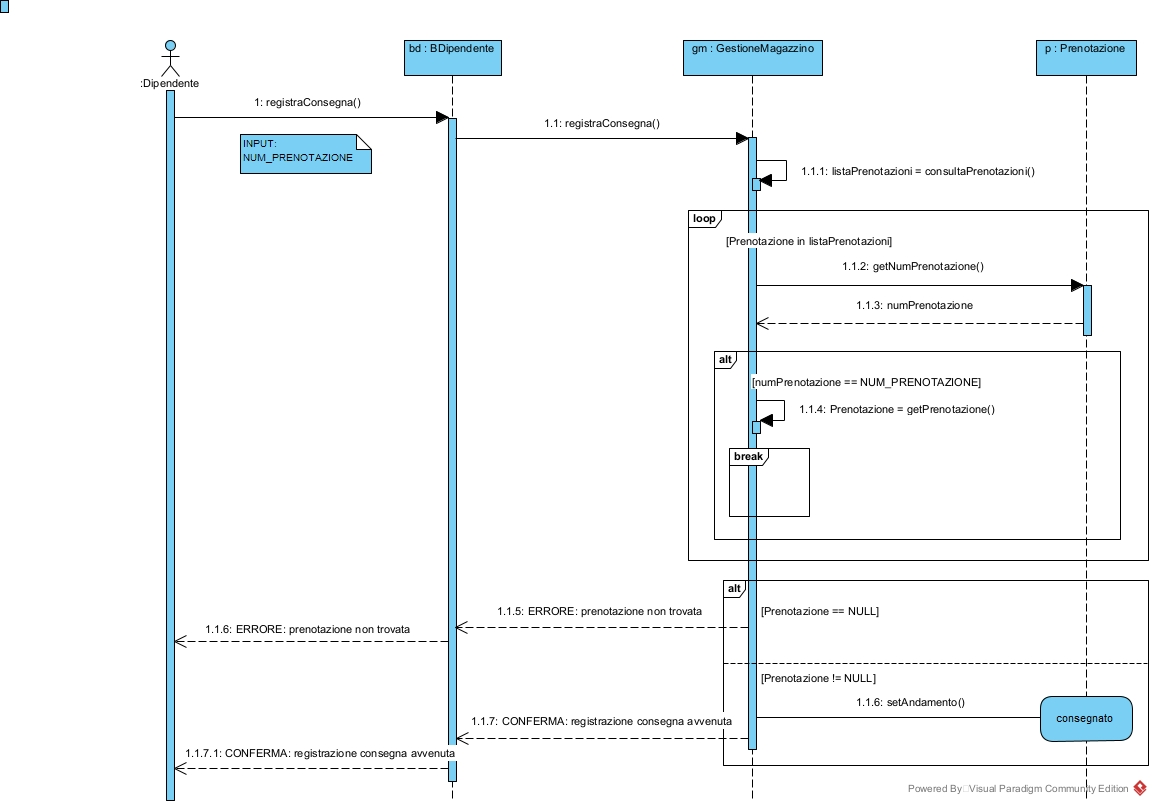 bd : BDipendente
gm : GestioneMagazzino
p : Prenotazione
:Dipendente
1: registraConsegna()
1.1: registraConsegna()
INPUT:
NUM_PRENOTAZIONE
1.1.1: listaPrenotazioni = consultaPrenotazioni()
loop
[Prenotazione in listaPrenotazioni]
1.1.2: getNumPrenotazione()
1.1.3: numPrenotazione
alt
[numPrenotazione == NUM_PRENOTAZIONE]
1.1.4: Prenotazione = getPrenotazione()
break
alt
1.1.5: ERRORE: prenotazione non trovata
[Prenotazione == NULL]
1.1.6: ERRORE: prenotazione non trovata
[Prenotazione != NULL]
1.1.6: setAndamento()
consegnato
1.1.7: CONFERMA: registrazione consegna avvenuta
1.1.7.1: CONFERMA: registrazione consegna avvenuta
Powered By Visual Paradigm Community Edition